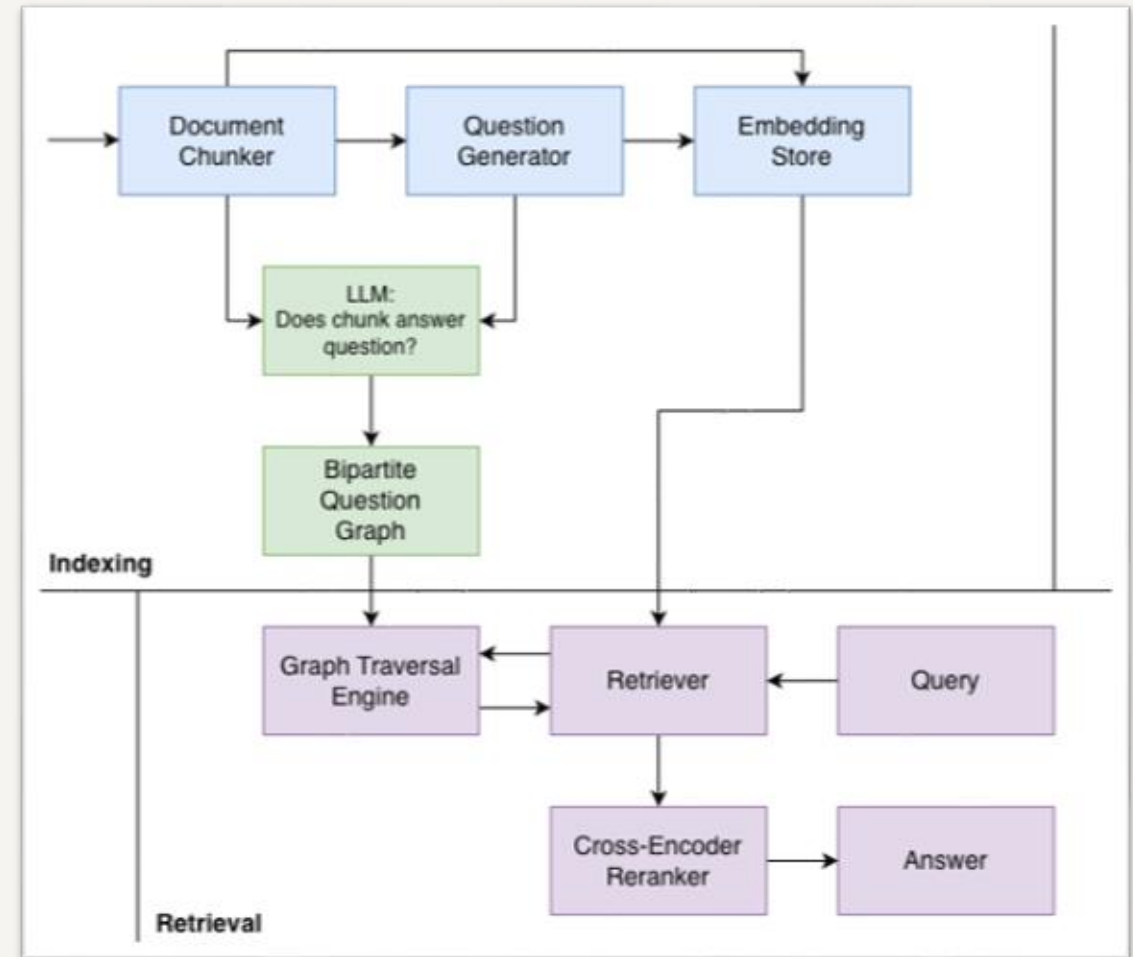 Document
Chunker
Question
Generator
Embedding
Store
LLM:
Does chunk answer
question?
Bipartite
Question
Graph
Indexing
Graph Traversal
Engine
Retriever
Query
Cross-Encoder
Reranker
Answer
Retrieval